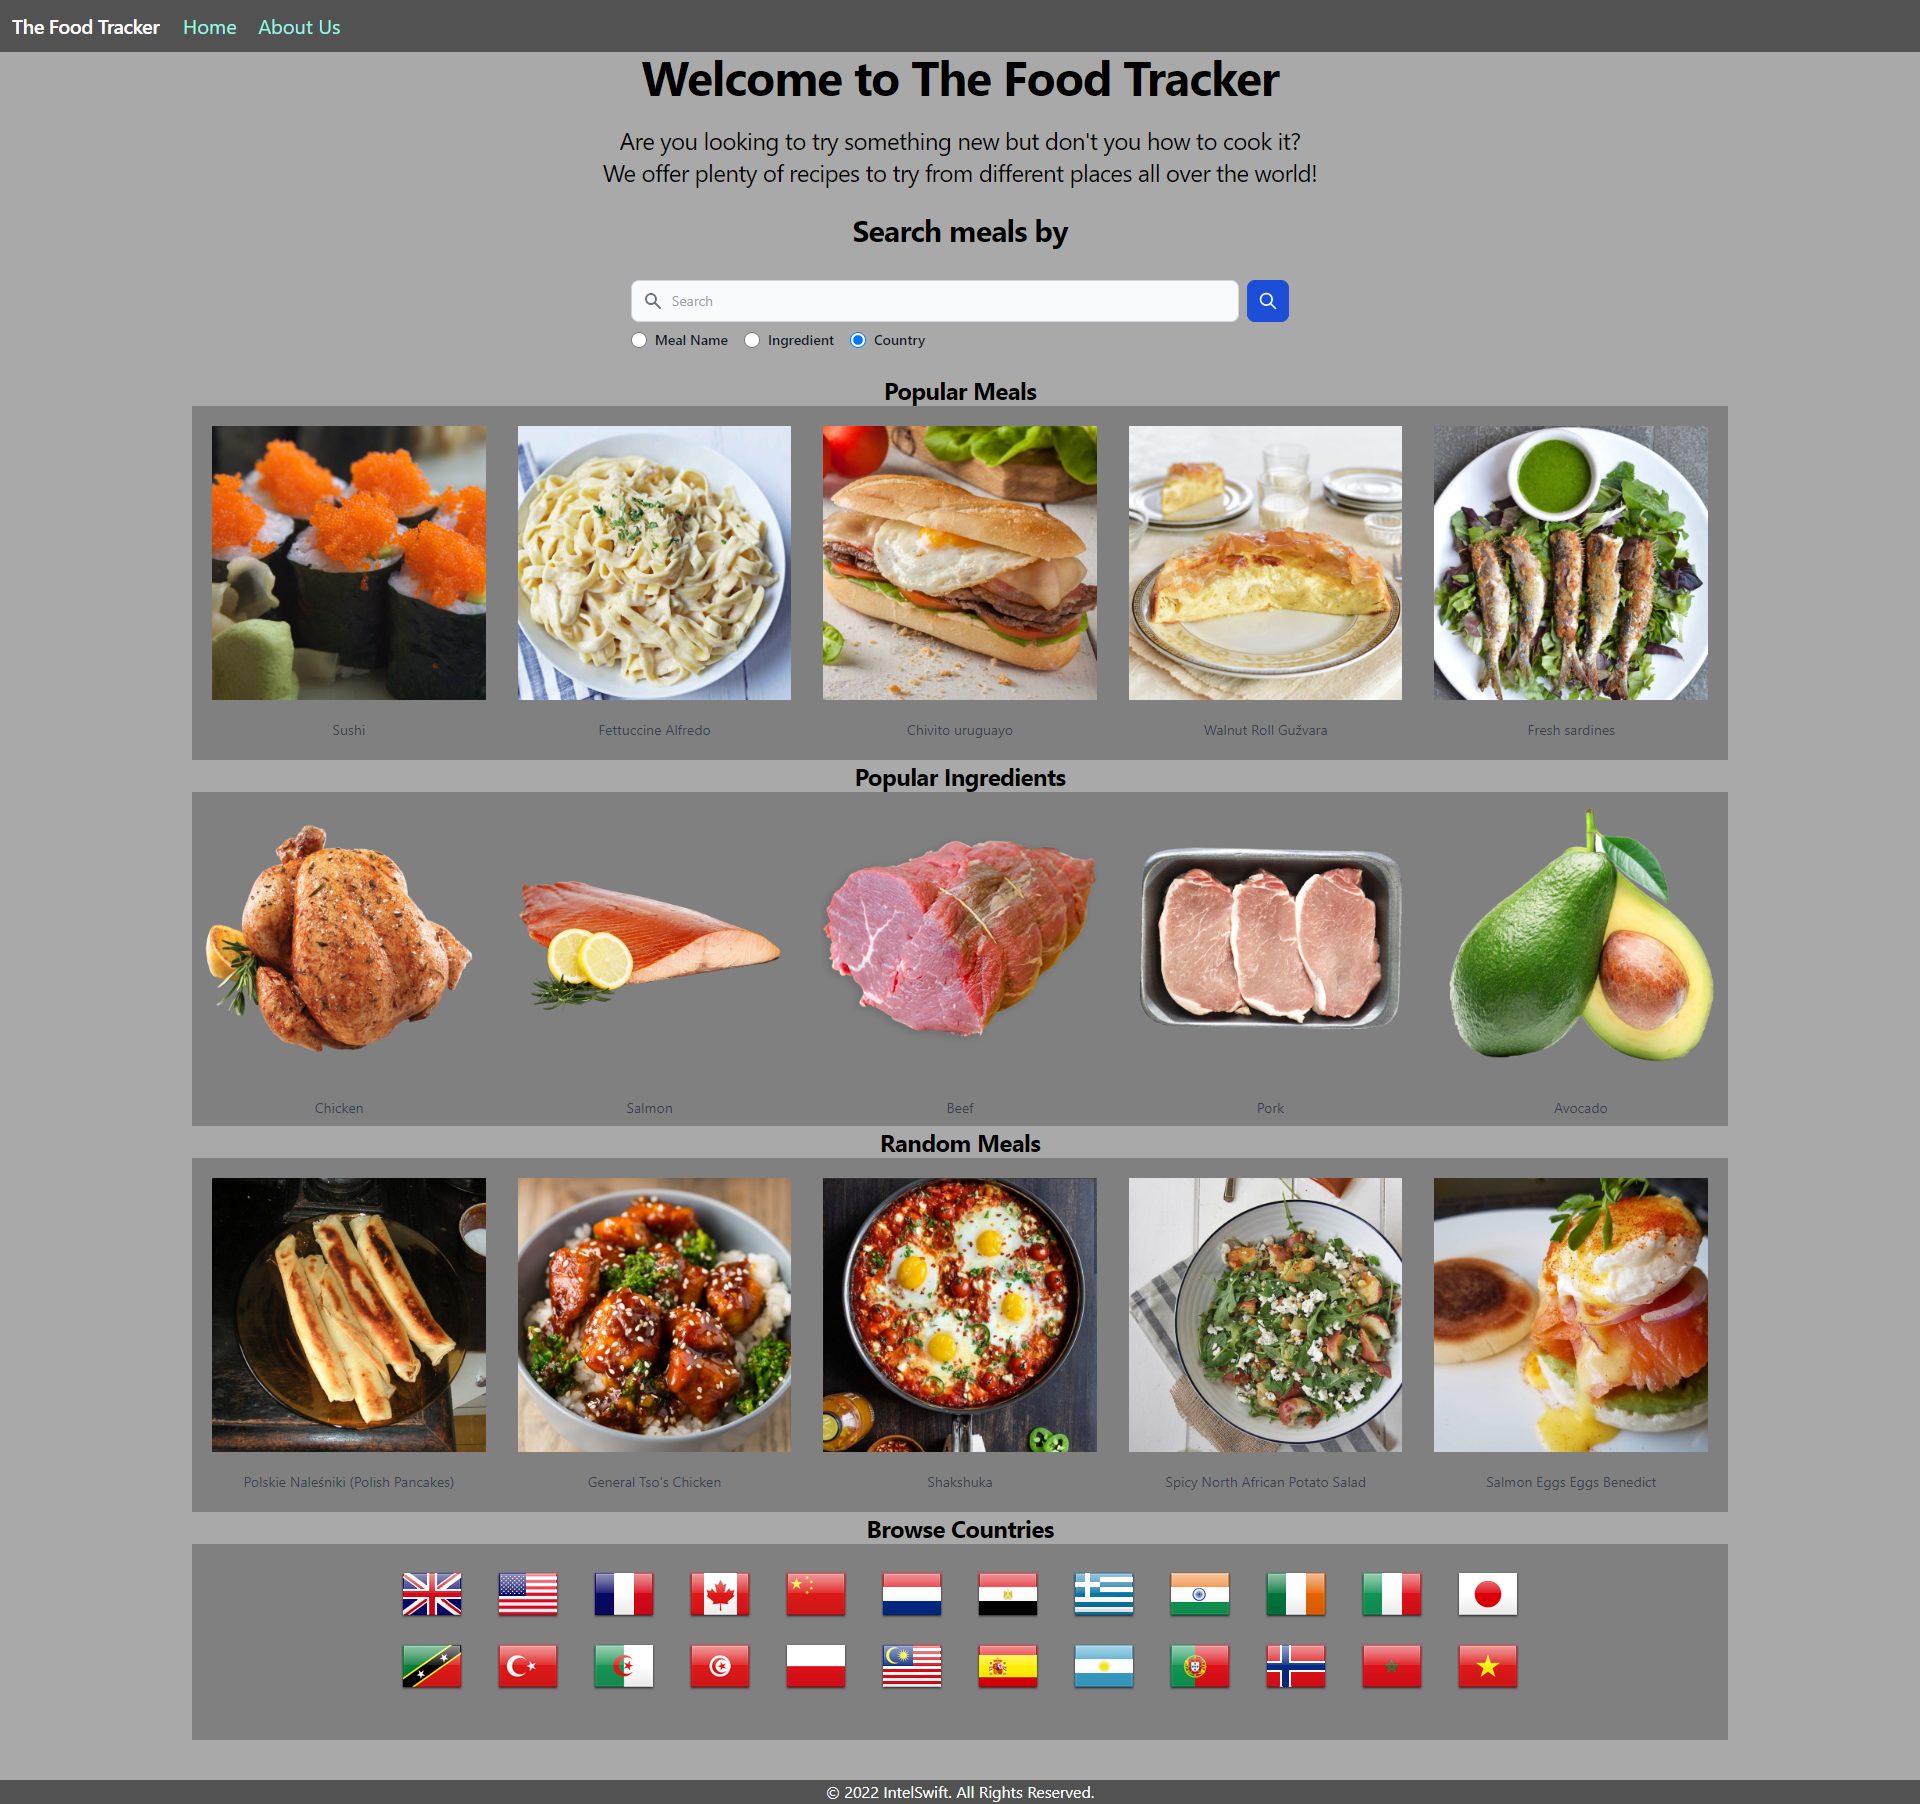 The Food Tracker Home About Us
Welcome to The Food Tracker
Are you looking to try something new but don't you how to cook it?
We offer plenty of recipes to try from different places all over the world!
Search meals by
Search
Meal Name Ingredient Country
Popular Meals
Sushi Fettuccine Alfredo Chivito uruguayo Walnut Roll Gužvara Fresh sardines
Popular Ingredients
Chicken Salmon Beef Pork Avocado
Random Meals
Polskie Naleśniki (Polish Pancakes) General Tso's Chicken Shakshuka Spicy North African Potato Salad Salmon Eggs Eggs Benedict
Browse Countries
© 2022 IntelSwift. All Rights Reserved.